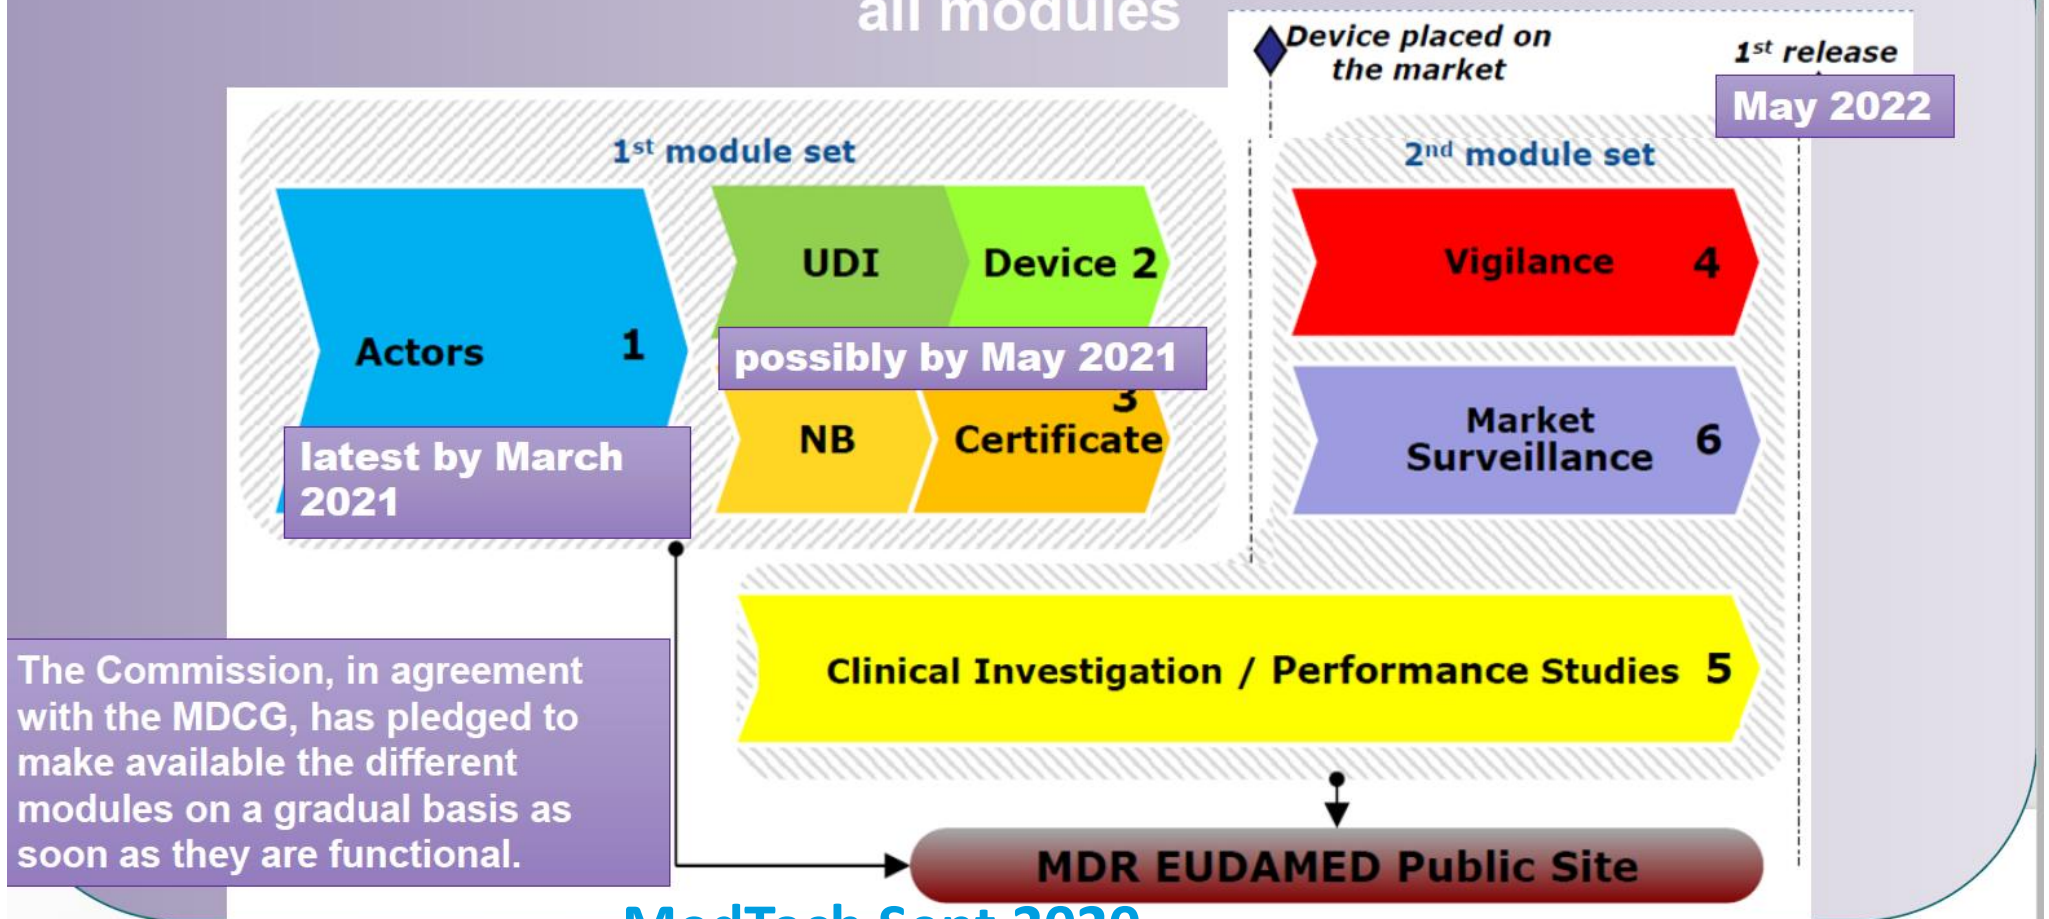 all modules
Device placed on
the market
1st release
May 2022
1st module set
2nd module set
UDI
Device 2
Vigilance 4
possibly by May 2021
Actors 1
3
NB
Certificate
Market
Surveillance 6
latest by March
2021
Clinical Investigation / Performance Studies 5
The Commission, in agreement
with the MDCG, has pledged to
make available the different
modules on a gradual basis as
soon as they are functional.
MDR EUDAMED Public Site
MedTech Sept 2020